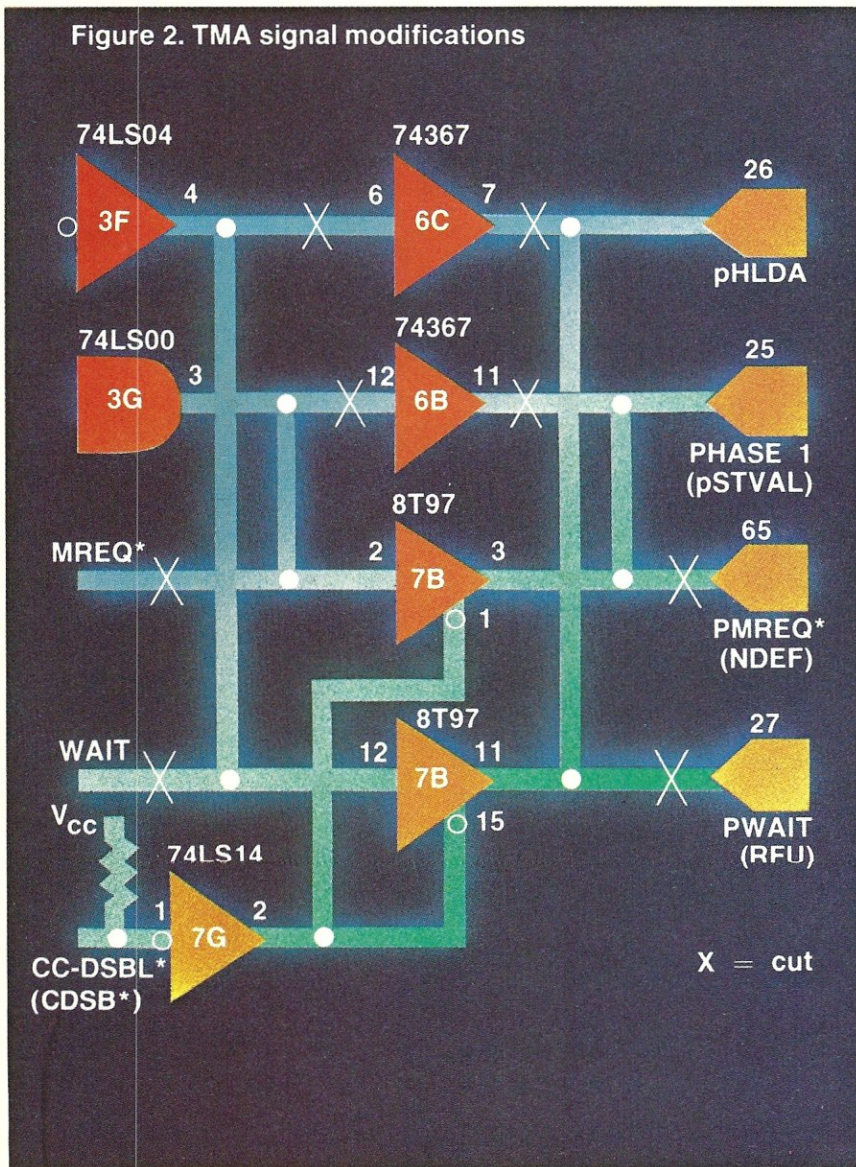 Figure 2. TMA signal modifications
74LS04
74367
26
3F
4
6
6C
7
pHLDA
74LS00
74367
25
3G
3
12
6B
11
PHASE 1
(pSTVAL)
8T97
65
MREQ*
2
7B
3
1
PMREQ*
(NDEF)
8T97
27
WAIT
12
7B
11
15
PWAIT
(RFU)
VCC
74LS14
1
7G
2
CC-DSBL*
(CDSB*)
X = cut